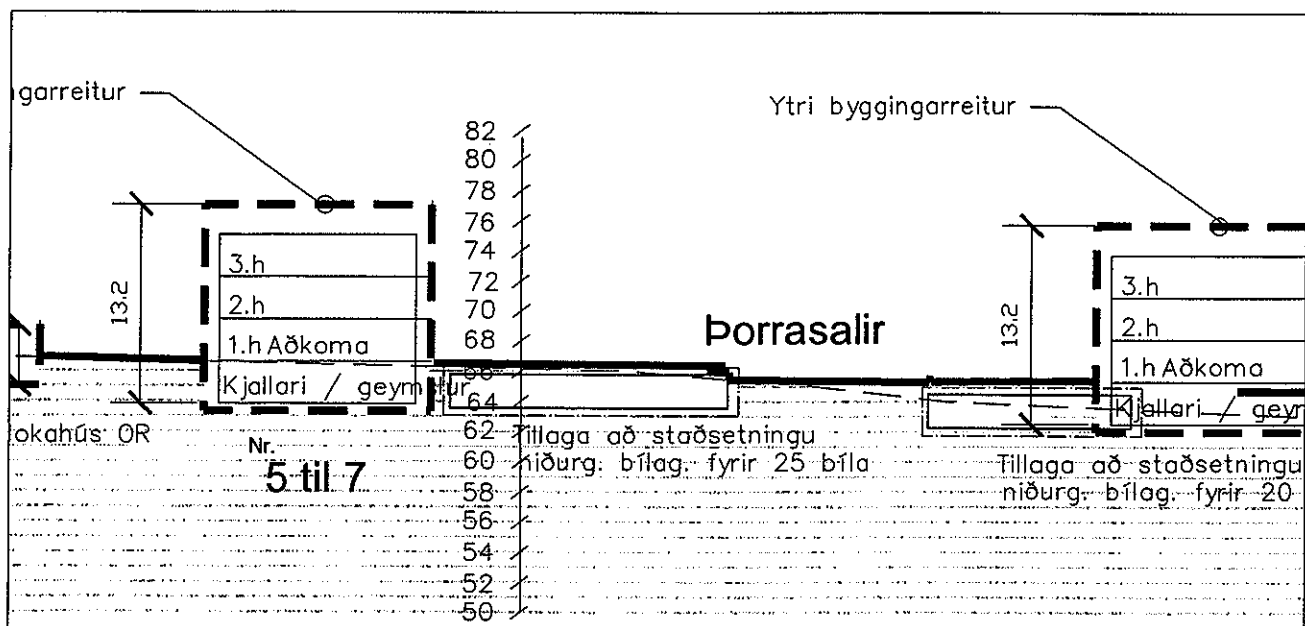 garreitur
Ytri byggingarreitur
82
80
78
76
74
72
70
68
66
64
62
60
58
56
54
52
50
13.2
3.h
2.h
1.h Aðkoma
Kjallari / geymslur
Þorrasalir
13.2
3.h
2.h
1.h Aðkoma
Kjallari / geym
okahús OR
Nr.
5 til 7
Tillaga að staðsetningu
niðurg. bílag. fyrir 25 bíla
Tillaga að staðsetningu
niðurg. bílag. fyrir 20